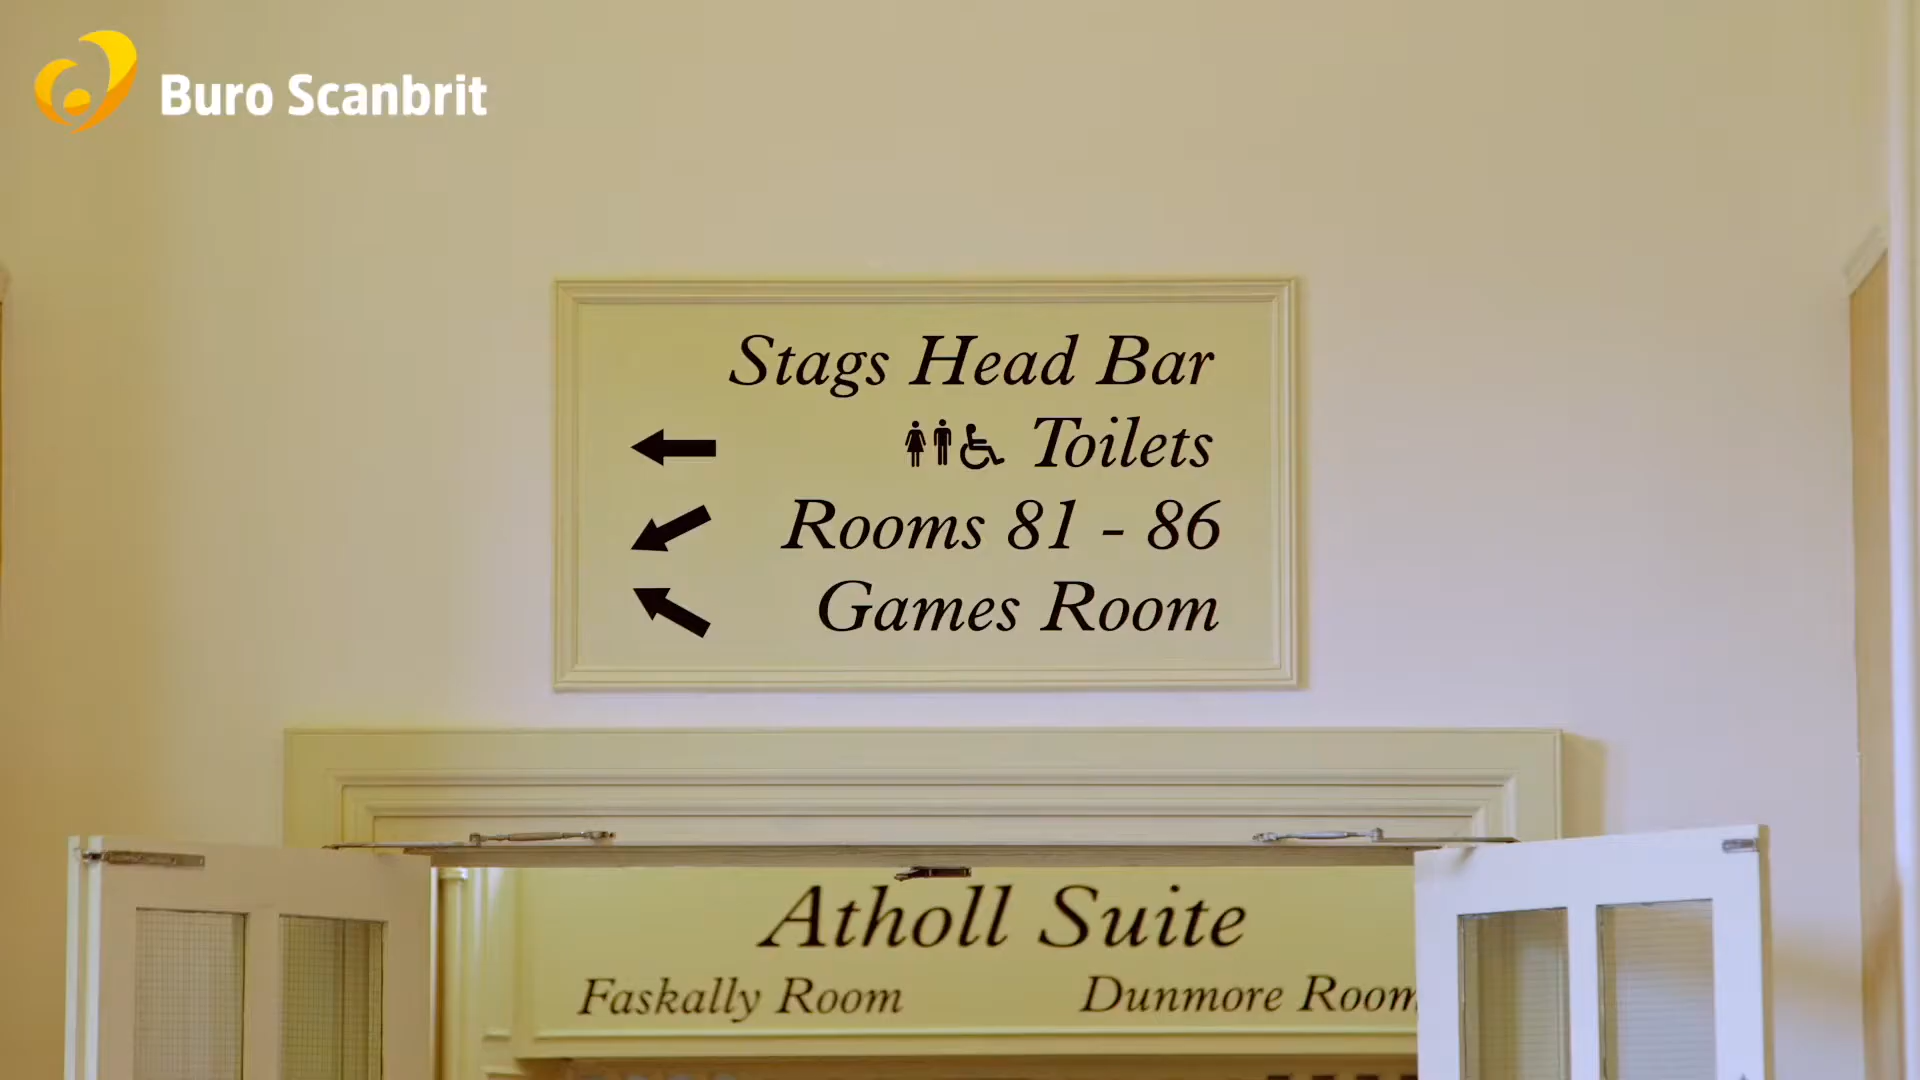 Buro Scanbrit
Stags Head Bar
Toilets
Rooms 81 - 86
Games Room
Atholl Suite
Faskally Room
Dunmore Room